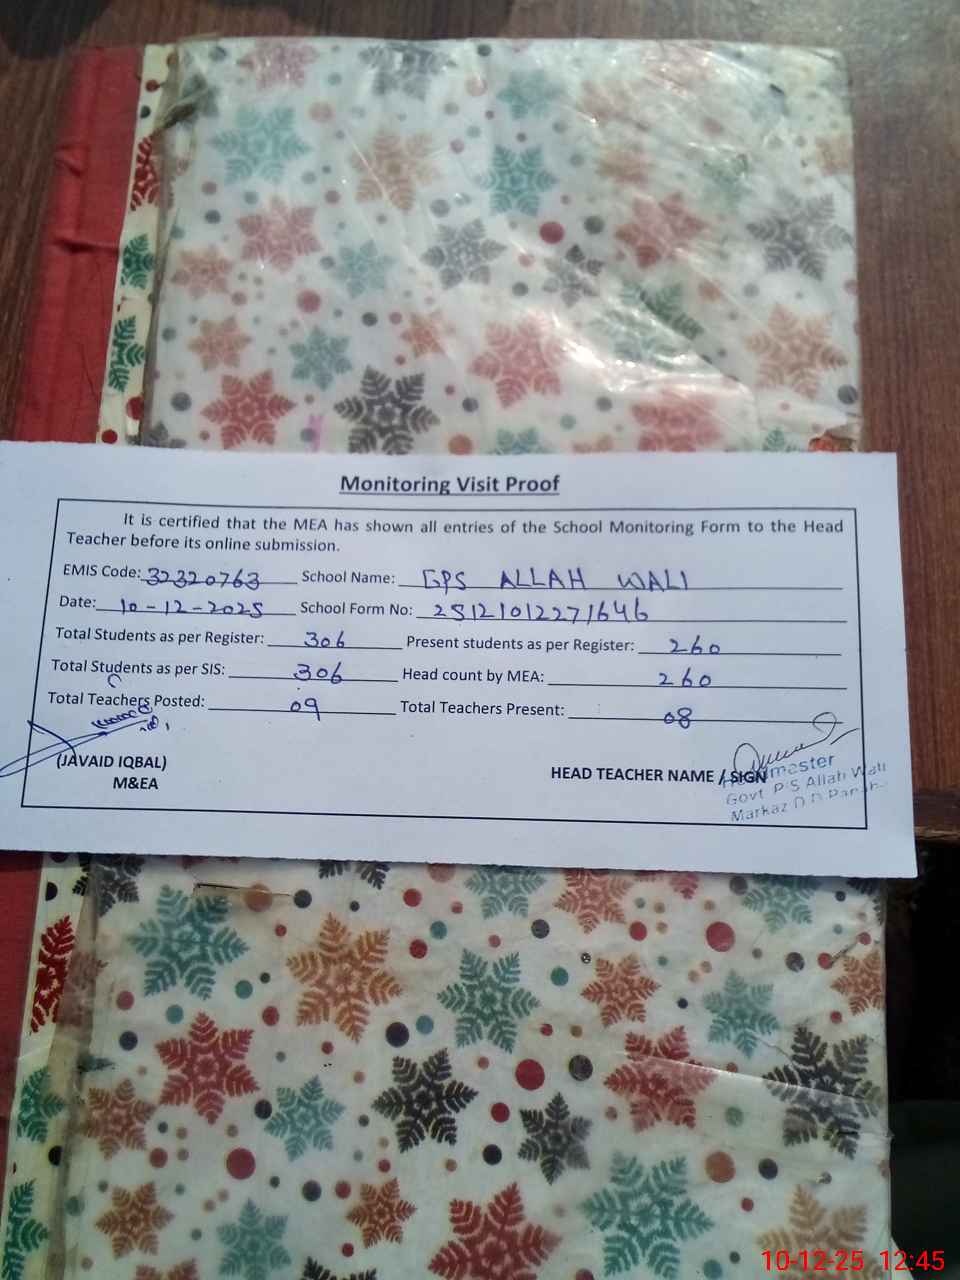 Monitoring Visit Proof
It is certified that the MEA has shown all entries of the School Monitoring Form to the Head
Teacher before its online submission.
EMIS Code: 32320763 School Name: GPS ALLAH WALI
Date: 10-12-2025 School Form No: 25121012271646
Total Students as per Register: 306 Present students as per Register: 260
Total Students as per SIS: 306 Head count by MEA: 260
Total Teachers Posted: 09 Total Teachers Present: 08
(JAVAID IQBAL)
M&EA
HEAD TEACHER NAME / SIGN
Headmaster
Govt P/S Allah Wali
Markaz D D Panah
10-12-25 12:45